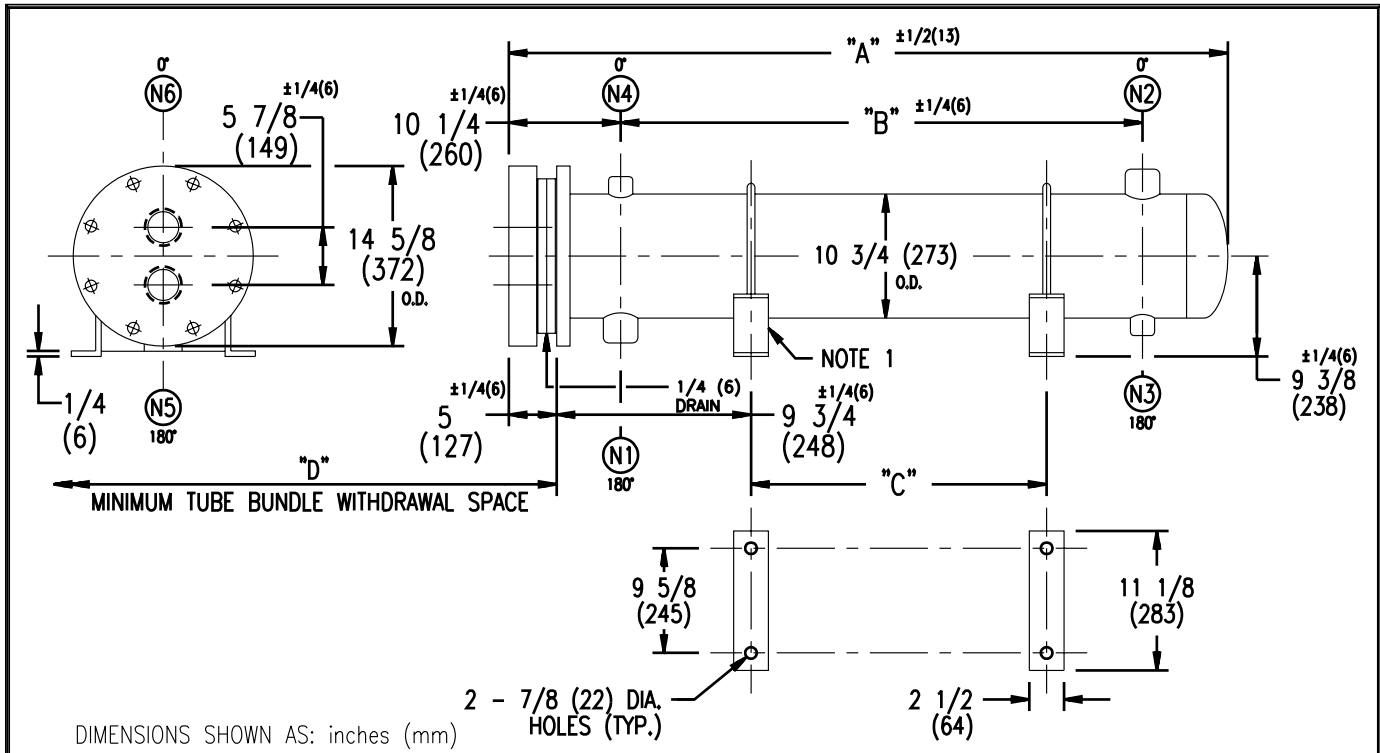 "A" ±1/2(13)
0°
N6
0°
N4
0°
N2
±1/4(6)
5 7/8
(149)
±1/4(6)
10 1/4
(260)
"B" ±1/4(6)
14 5/8
(372)
O.D.
10 3/4 (273)
O.D.
NOTE 1
±1/4(6)
9 3/8
(238)
1/4
(6)
N5
180°
±1/4(6)
5
(127)
1/4 (6)
DRAIN
±1/4(6)
9 3/4
(248)
N1
180°
N3
180°
"D"
MINIMUM TUBE BUNDLE WITHDRAWAL SPACE
"C"
9 5/8
(245)
11 1/8
(283)
2 - 7/8 (22) DIA.
HOLES (TYP.)
2 1/2
(64)
DIMENSIONS SHOWN AS: inches (mm)